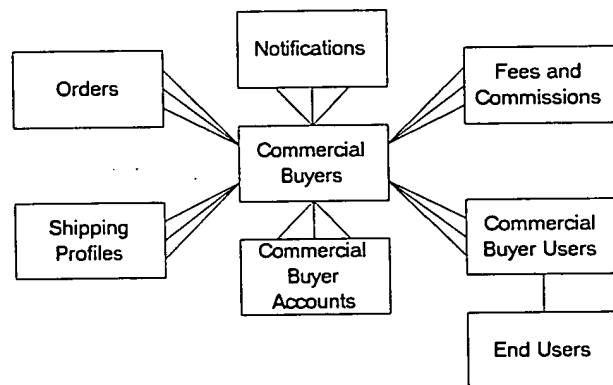 Notifications
Orders
Fees and
Commissions
Commercial
Buyers
Shipping
Profiles
Commercial
Buyer
Accounts
Commercial
Buyer Users
End Users